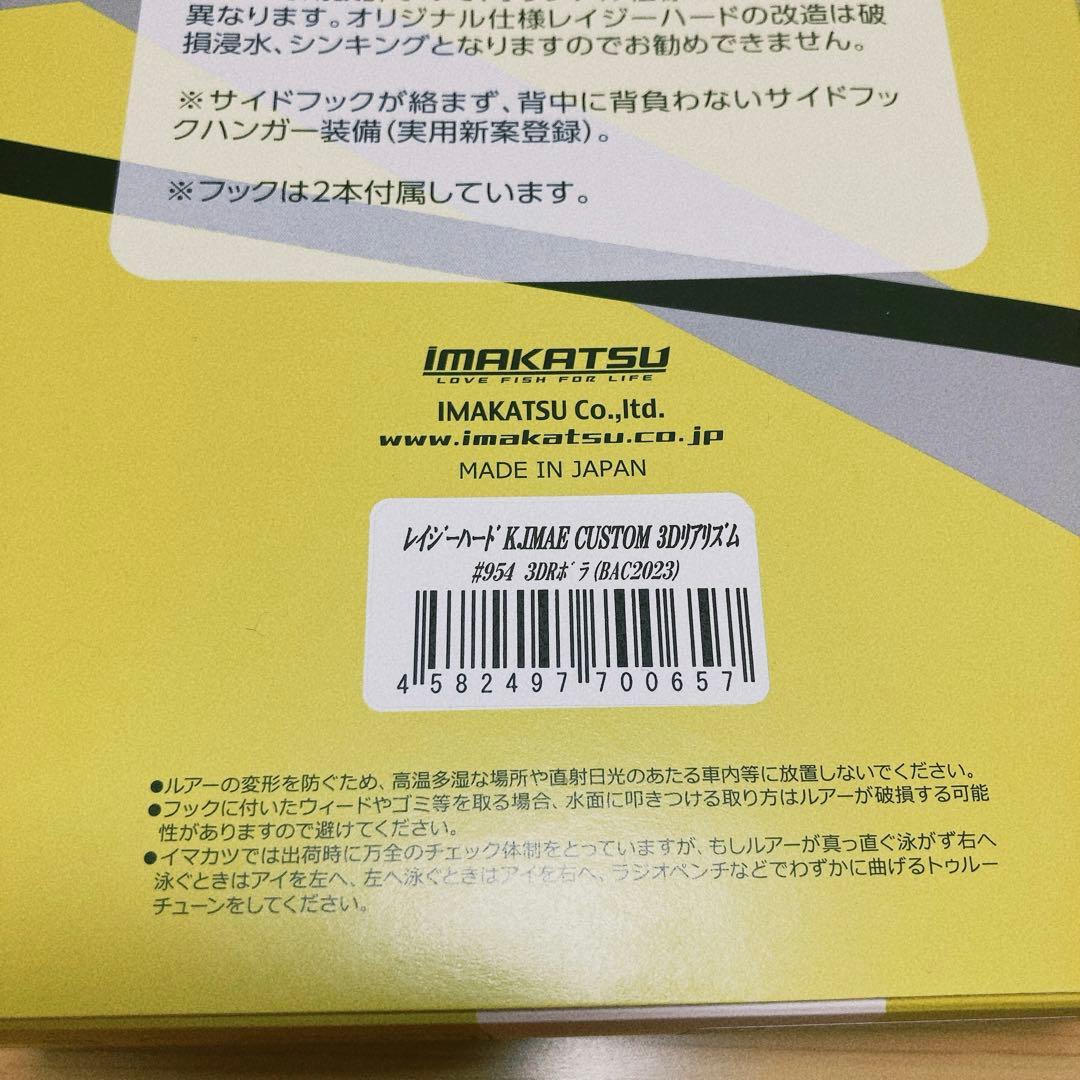 異なります。オリジナル仕様レイジーハードの改造は破
損浸水、シンキングとなりますのでお勧めできません。
※サイドフックが絡まず、背中に背負わないサイドフッ
クハンガー装備(実用新案登録)。
※フックは2本付属しています。
IMAKATSU
LOVE FISH FOR LIFE
IMAKATSU Co.,ltd.
www.imakatsu.co.jp
MADE IN JAPAN
レイジーハードK.IMAE CUSTOM 3Dリアリズム
#954 3DRボラ(BAC2023)
4 582497 700657
●ルアーの変形を防ぐため、高温多湿な場所や直射日光のあたる車内等に放置しないでください。
●フックに付いたウィードやゴミ等を取る場合、水面に叩きつける取り方はルアーが破損する可能
性がありますので避けてください。
●イマカツでは出荷時に万全のチェック体制をとっていますが、もしルアーが真っ直ぐ泳がず右へ
泳ぐときはアイを左へ、左へ泳ぐときはアイを右へ、ラジオペンチなどでわずかに曲げるトゥルー
チューンをしてください。